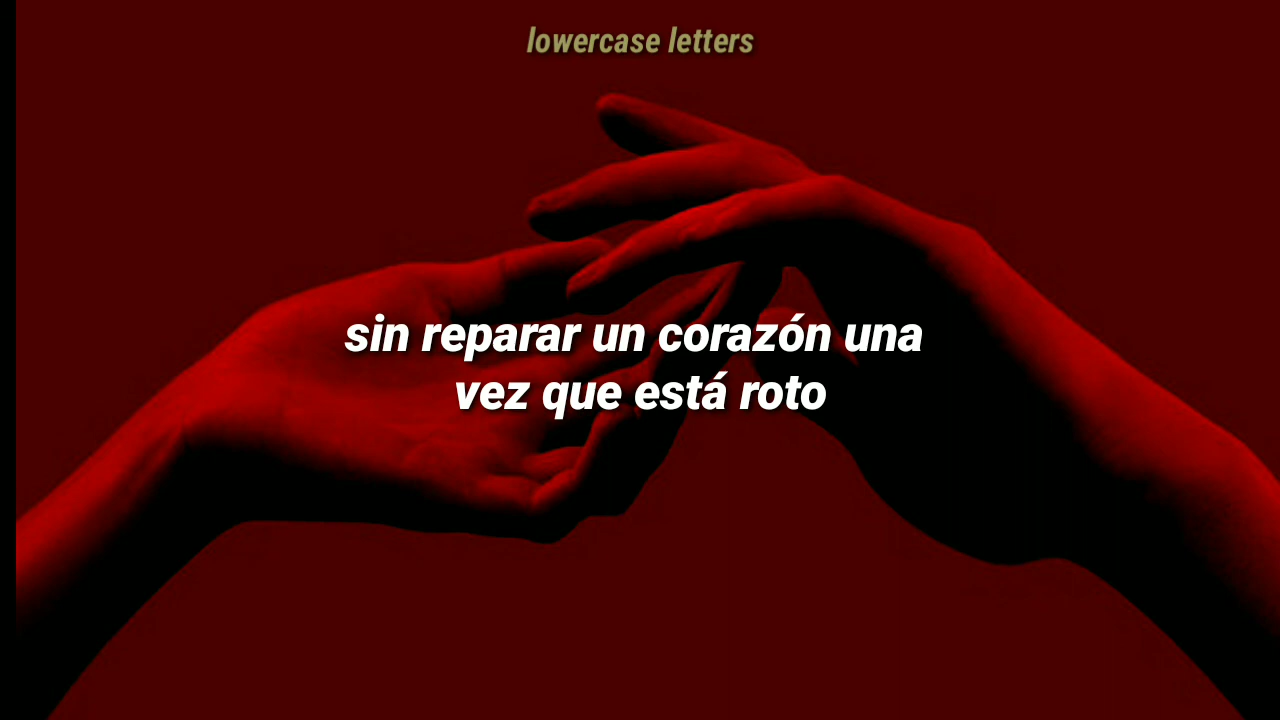 lowercase letters
sin reparar un corazón una
vez que está roto